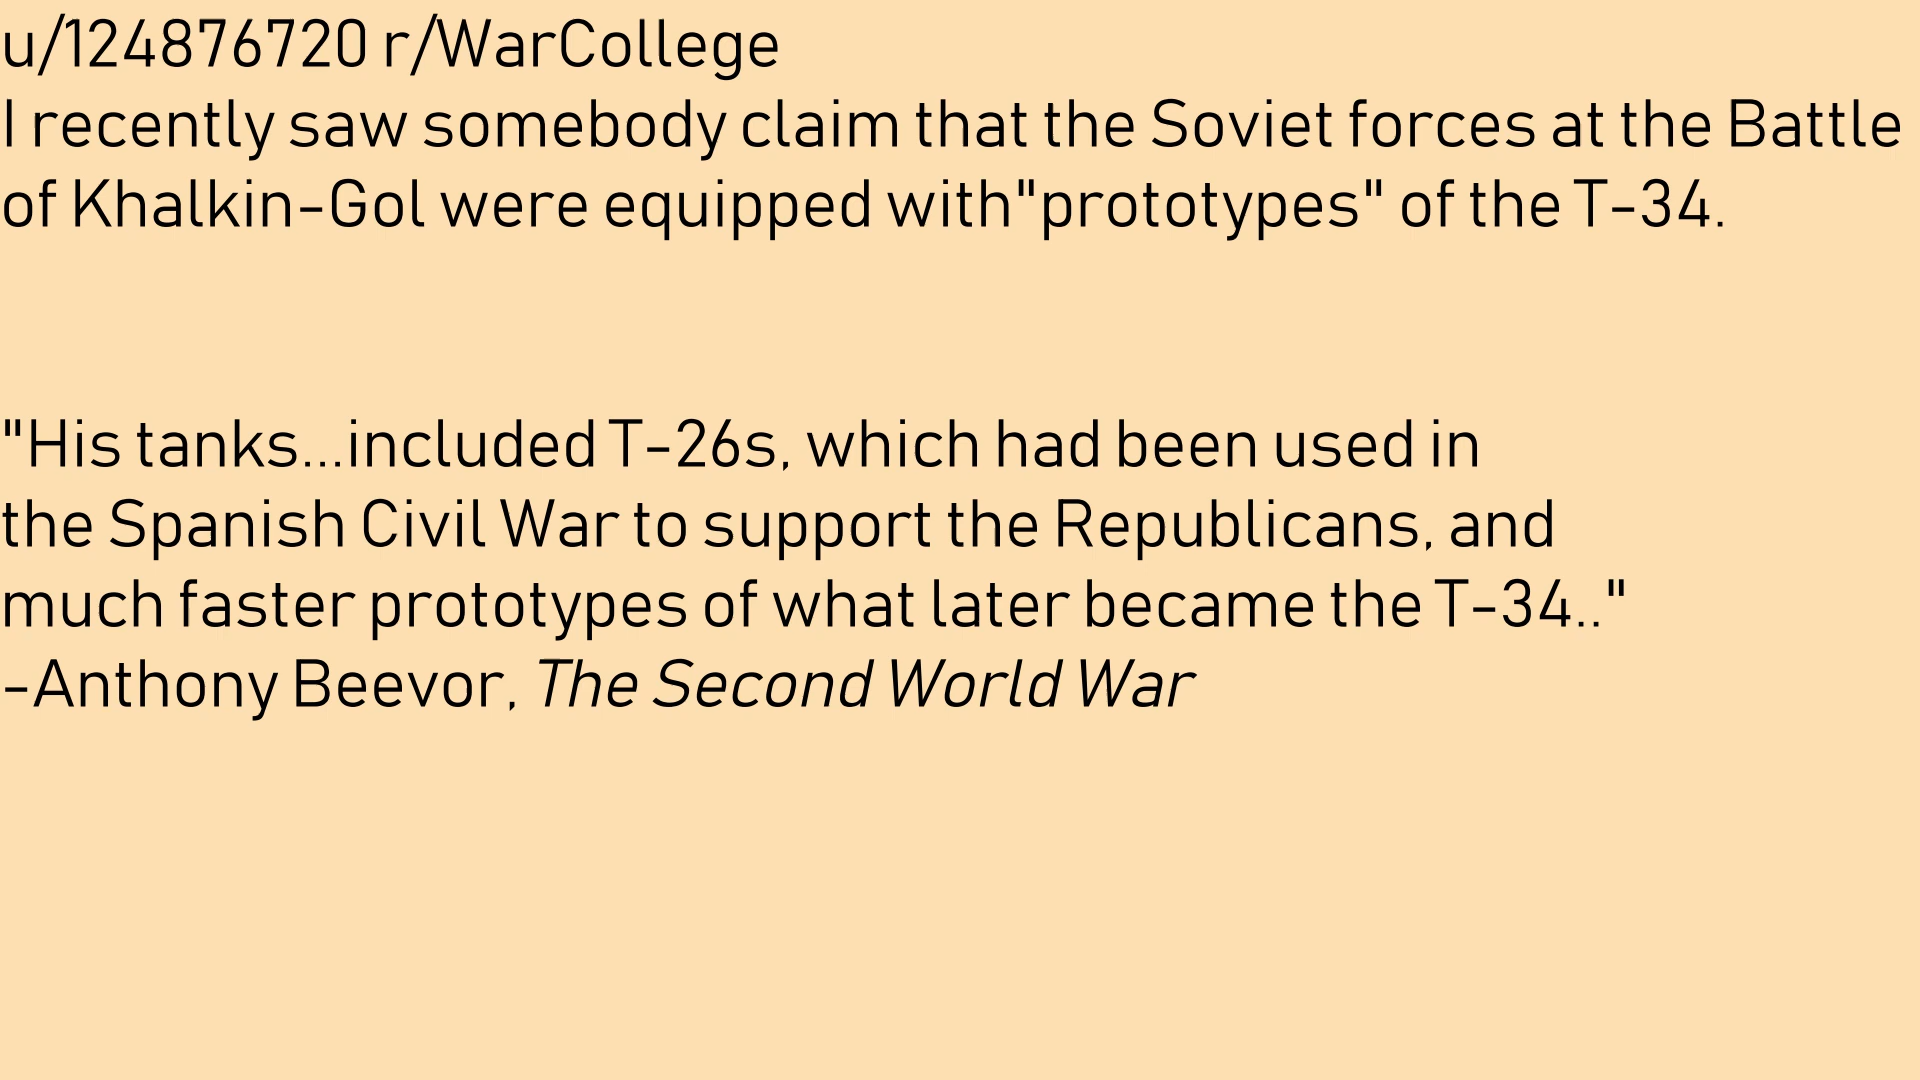 u/124876720 r/WarCollege
I recently saw somebody claim that the Soviet forces at the Battle
of Khalkin-Gol were equipped with"prototypes" of the T-34.
"His tanks...included T-26s, which had been used in
the Spanish Civil War to support the Republicans, and
much faster prototypes of what later became the T-34.."
-Anthony Beevor, The Second World War